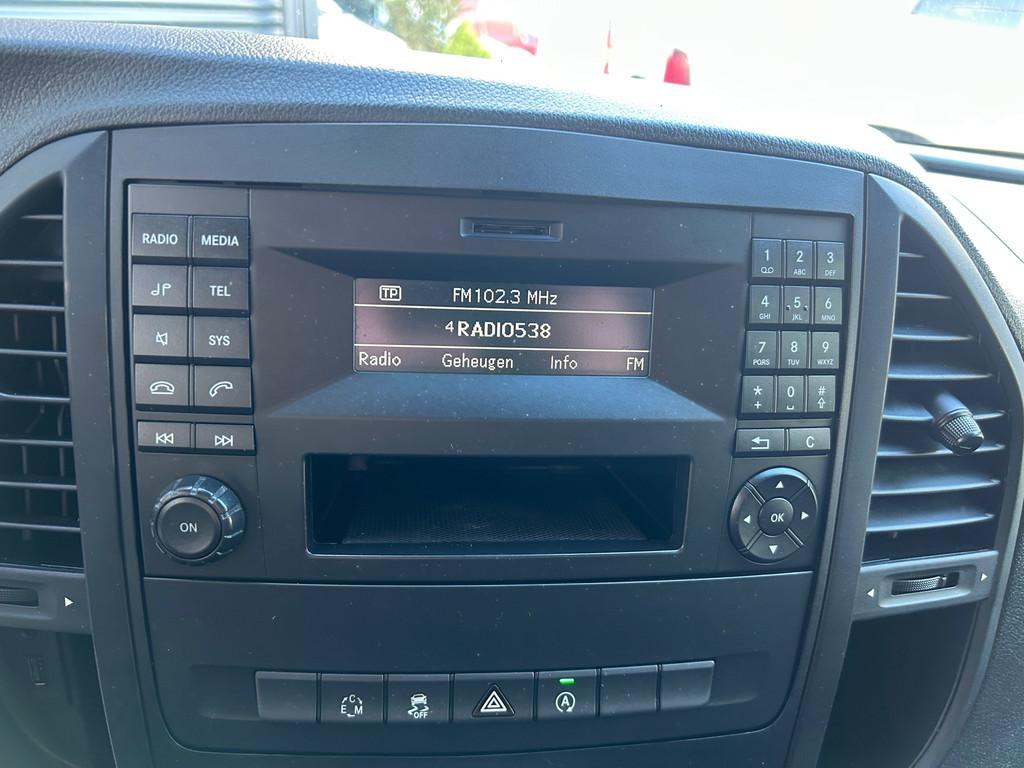 RADIO MEDIA
TEL
SYS
ON
TP FM102.3 MHz
4 RADIO538
Radio Geheugen Info FM
1 2 ABC 3 DEF
4 GHI 5 JKL 6 MNO
7 PQRS 8 TUV 9 WXYZ
* + 0 #
C
OK
C E M
OFF
A